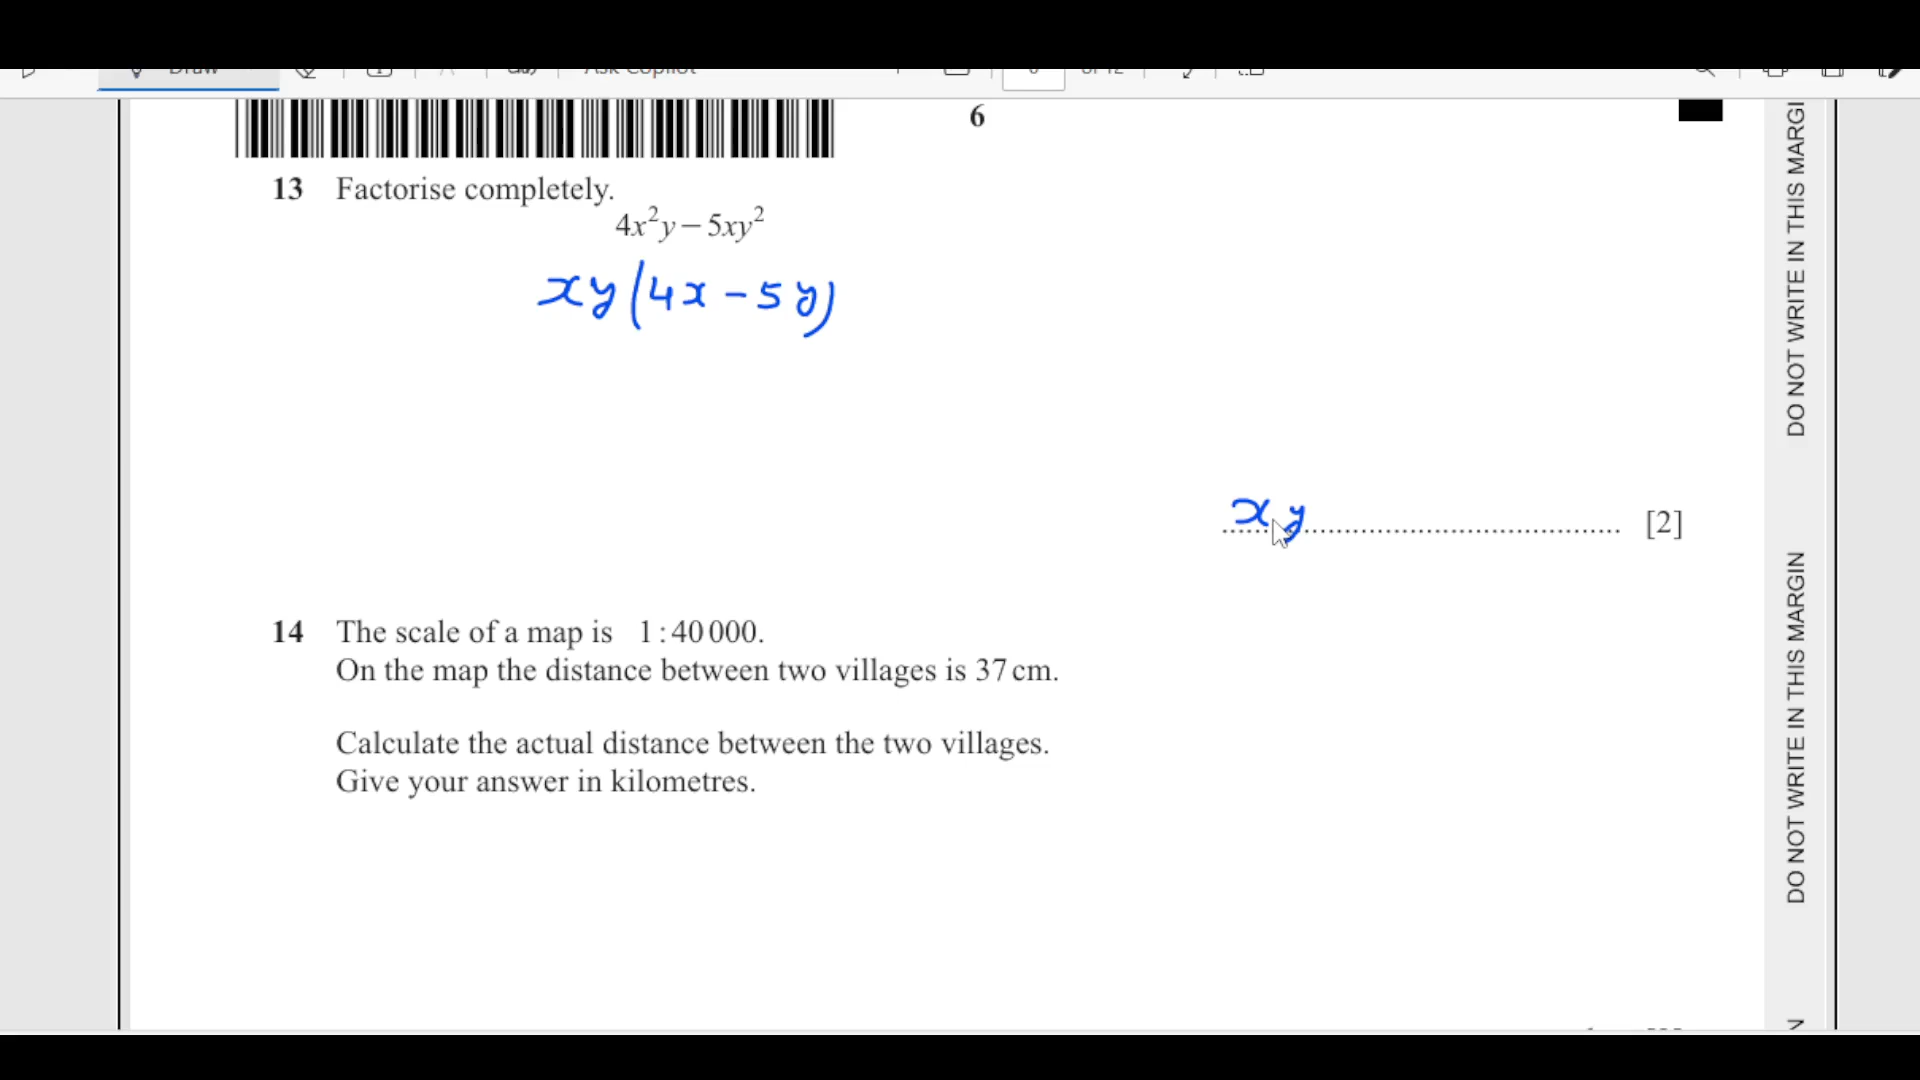 6
13 Factorise completely.
4x²y – 5xy²
xy(4x – 5y)
xy
[2]
14 The scale of a map is 1 : 40 000.
On the map the distance between two villages is 37 cm.
Calculate the actual distance between the two villages.
Give your answer in kilometres.
DO NOT WRITE IN THIS MARGI
DO NOT WRITE IN THIS MARGIN